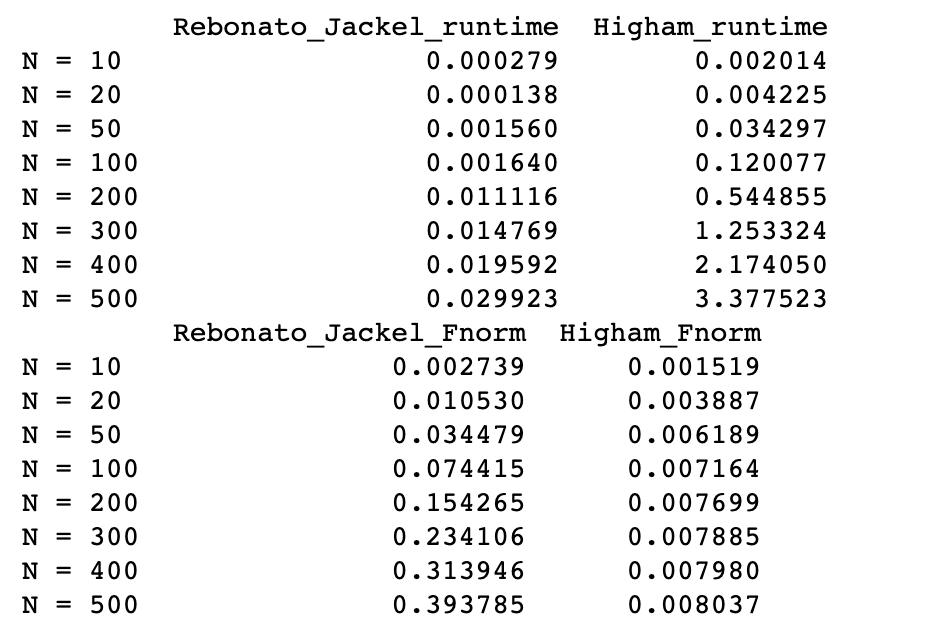 Rebonato_Jackel_runtime Higham_runtime
N = 10 0.000279 0.002014
N = 20 0.000138 0.004225
N = 50 0.001560 0.034297
N = 100 0.001640 0.120077
N = 200 0.011116 0.544855
N = 300 0.014769 1.253324
N = 400 0.019592 2.174050
N = 500 0.029923 3.377523
Rebonato_Jackel_Fnorm Higham_Fnorm
N = 10 0.002739 0.001519
N = 20 0.010530 0.003887
N = 50 0.034479 0.006189
N = 100 0.074415 0.007164
N = 200 0.154265 0.007699
N = 300 0.234106 0.007885
N = 400 0.313946 0.007980
N = 500 0.393785 0.008037